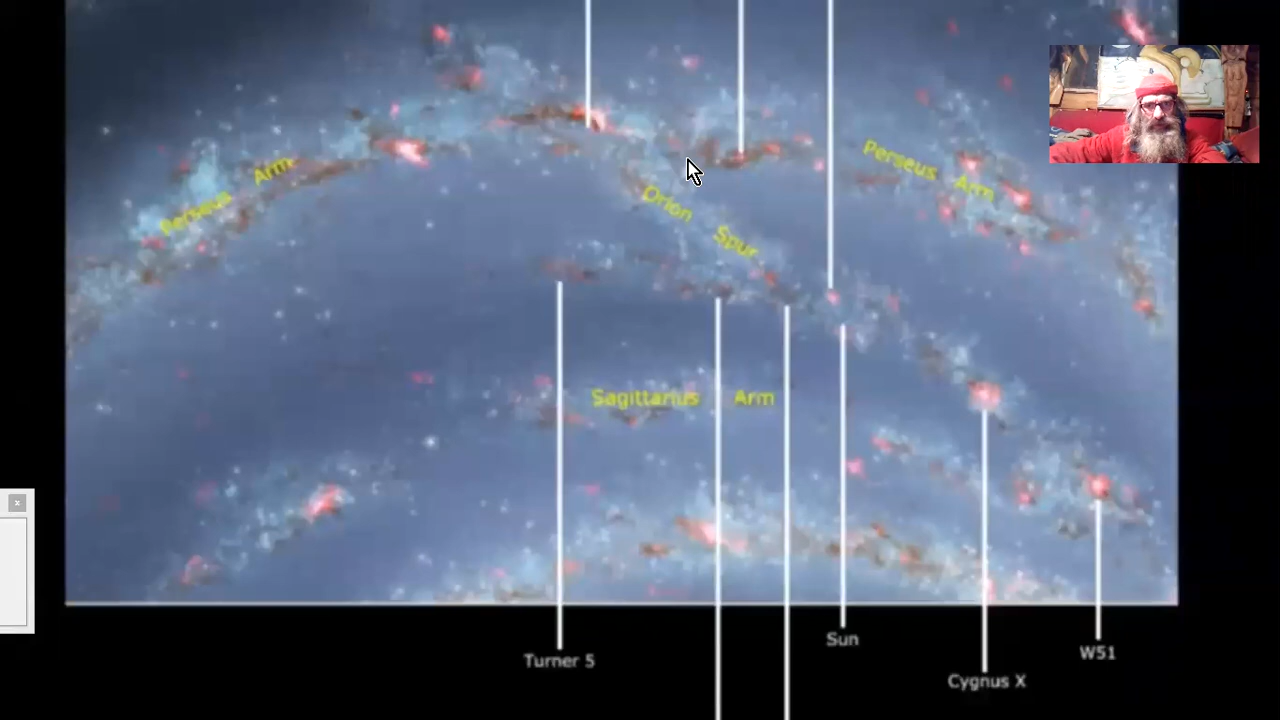 Perseus Arm
Perseus Arm
Orion Spur
Sagittarius Arm
Sun
Turner 5
W51
Cygnus X
x